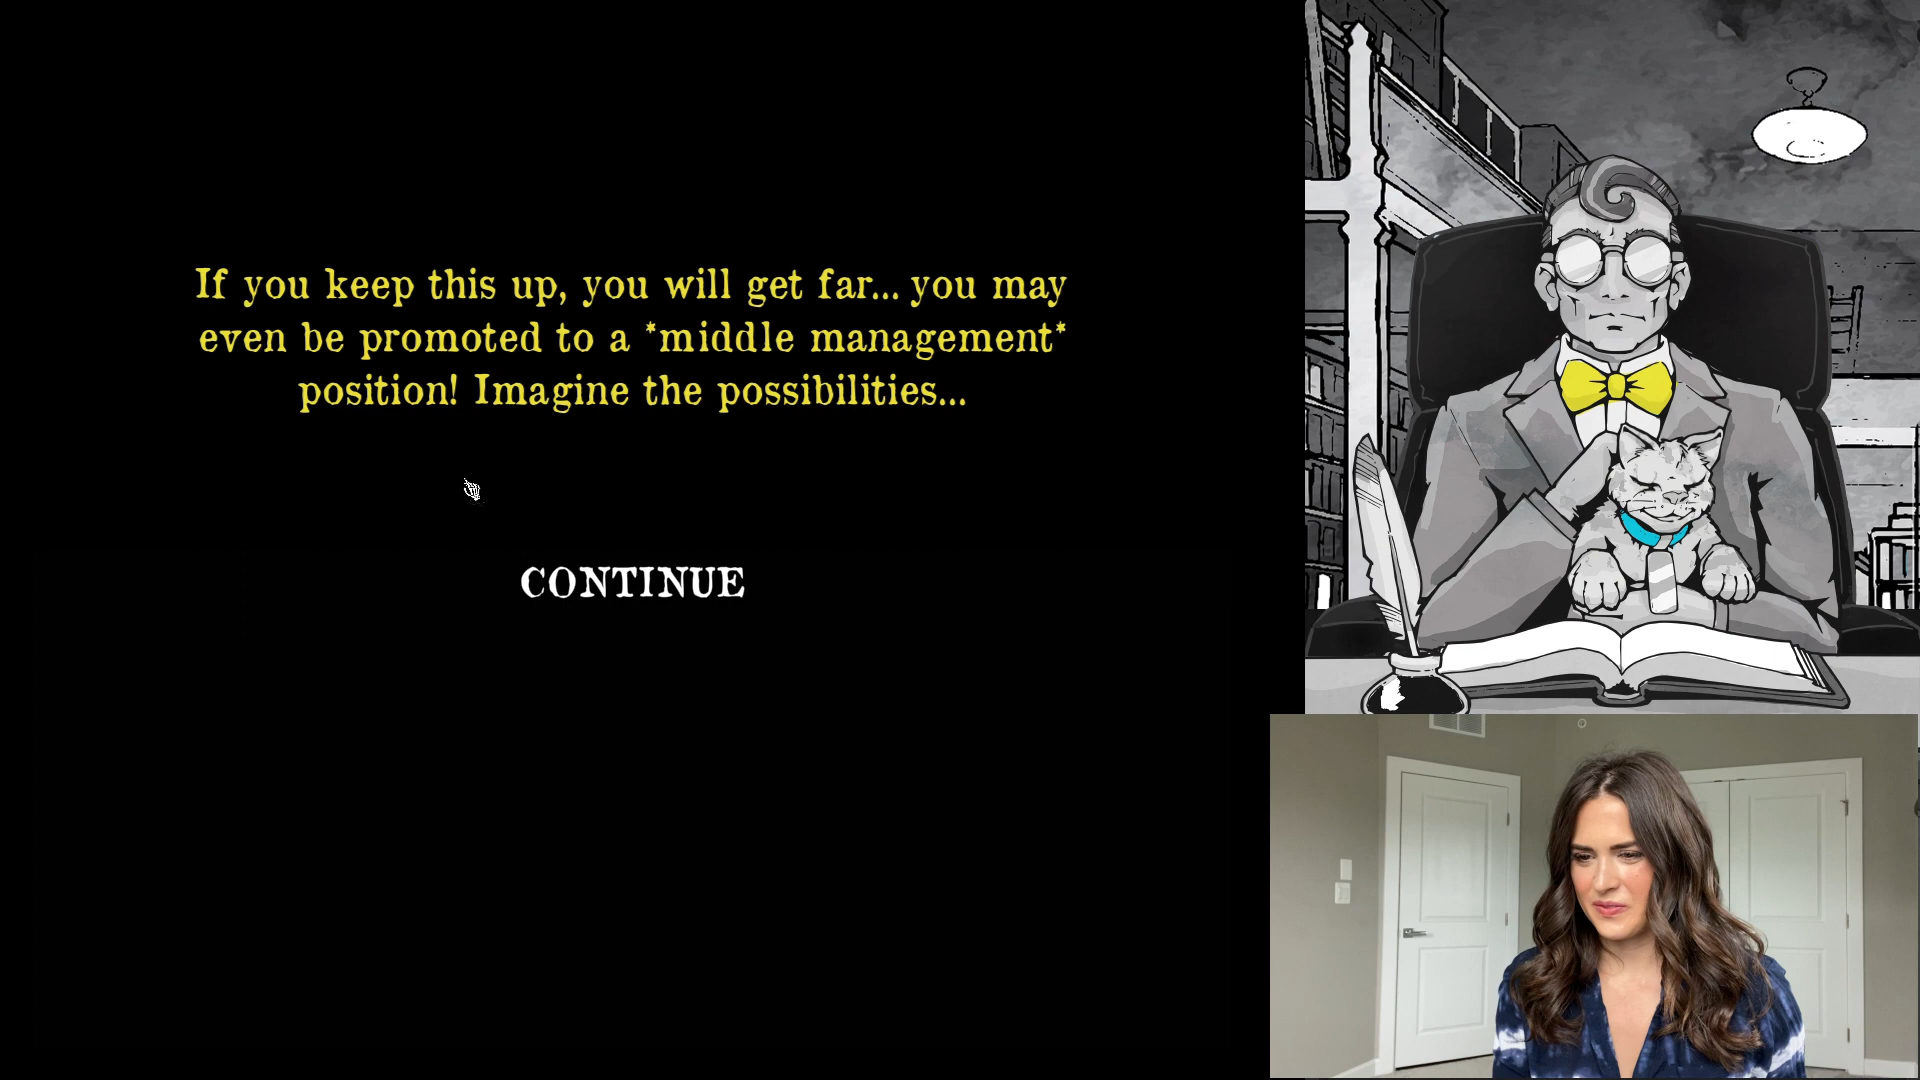 If you keep this up, you will get far... you may
even be promoted to a *middle management*
position! Imagine the possibilities...
CONTINUE